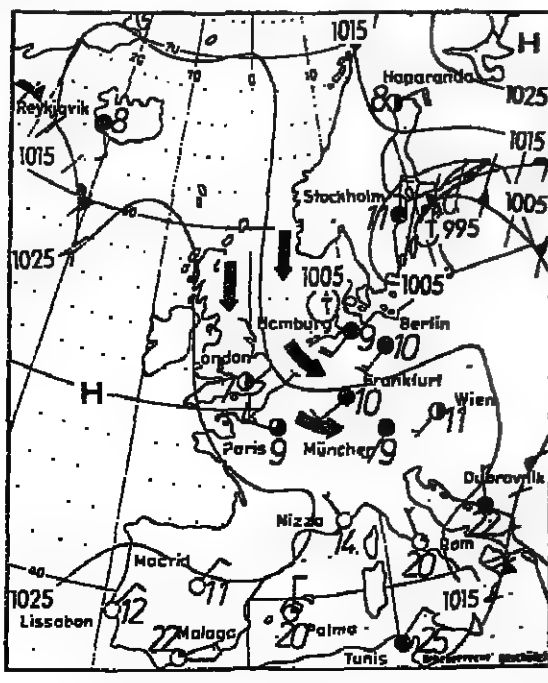 1015
H
Haparanda
8
1025
Reykjavik
8
1015
1015
Stockholm
11
1005
995
1025
1005
1005
Hamburg
9
Berlin
10
London
H
Frankfurt
10
Wien
11
Paris
9
München
9
Dubrovnik
Nizza
14
Rom
20
Madrid
11
1025
Lissabon
12
1015
22
Malaga
20
Palma
Tunis
25